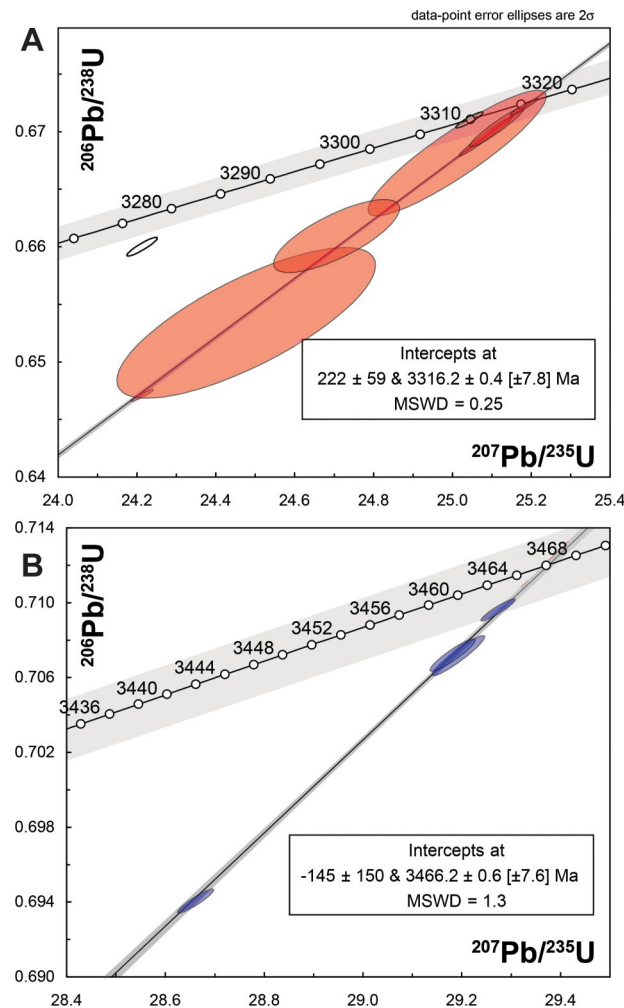 data-point error ellipses are 2σ
A
206Pb/238U
3320
3310
3300
3290
3280
0.67
0.66
0.65
0.64
Intercepts at
222 ± 59 & 3316.2 ± 0.4 [±7.8] Ma
MSWD = 0.25
207Pb/235U
24.0 24.2 24.4 24.6 24.8 25.0 25.2 25.4
B
206Pb/238U
0.714
0.710
0.706
0.702
0.698
0.694
0.690
3468
3464
3460
3456
3452
3448
3444
3440
3436
Intercepts at
-145 ± 150 & 3466.2 ± 0.6 [±7.6] Ma
MSWD = 1.3
207Pb/235U
28.4 28.6 28.8 29.0 29.2 29.4